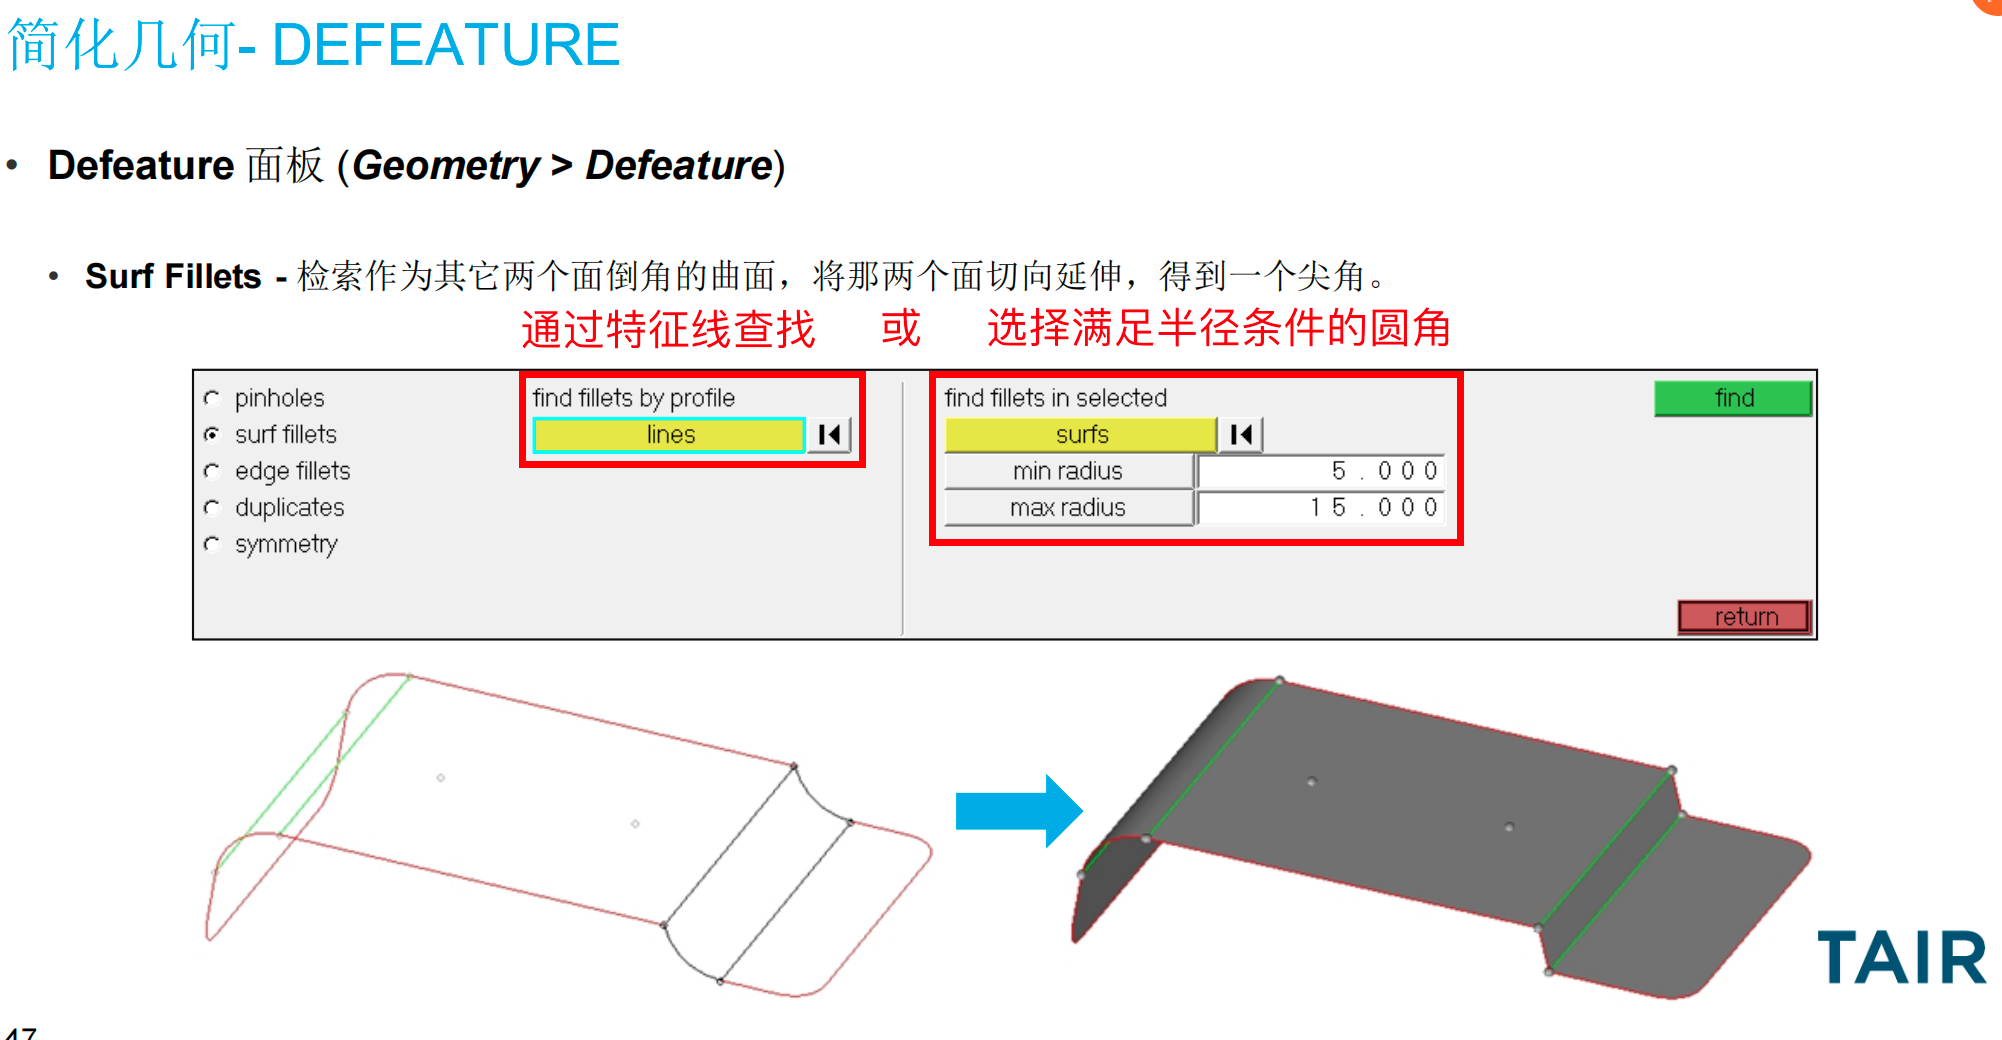 简化几何- DEFEATURE
• Defeature 面板 (Geometry > Defeature)
• Surf Fillets - 检索作为其它两个面倒角的曲面，将那两个面切向延伸，得到一个尖角。
通过特征线查找 或 选择满足半径条件的圆角
pinholes
surf fillets
edge fillets
duplicates
symmetry
find fillets by profile
lines
find fillets in selected
surfs
min radius 5.000
max radius 15.000
find
return
TAIR
47